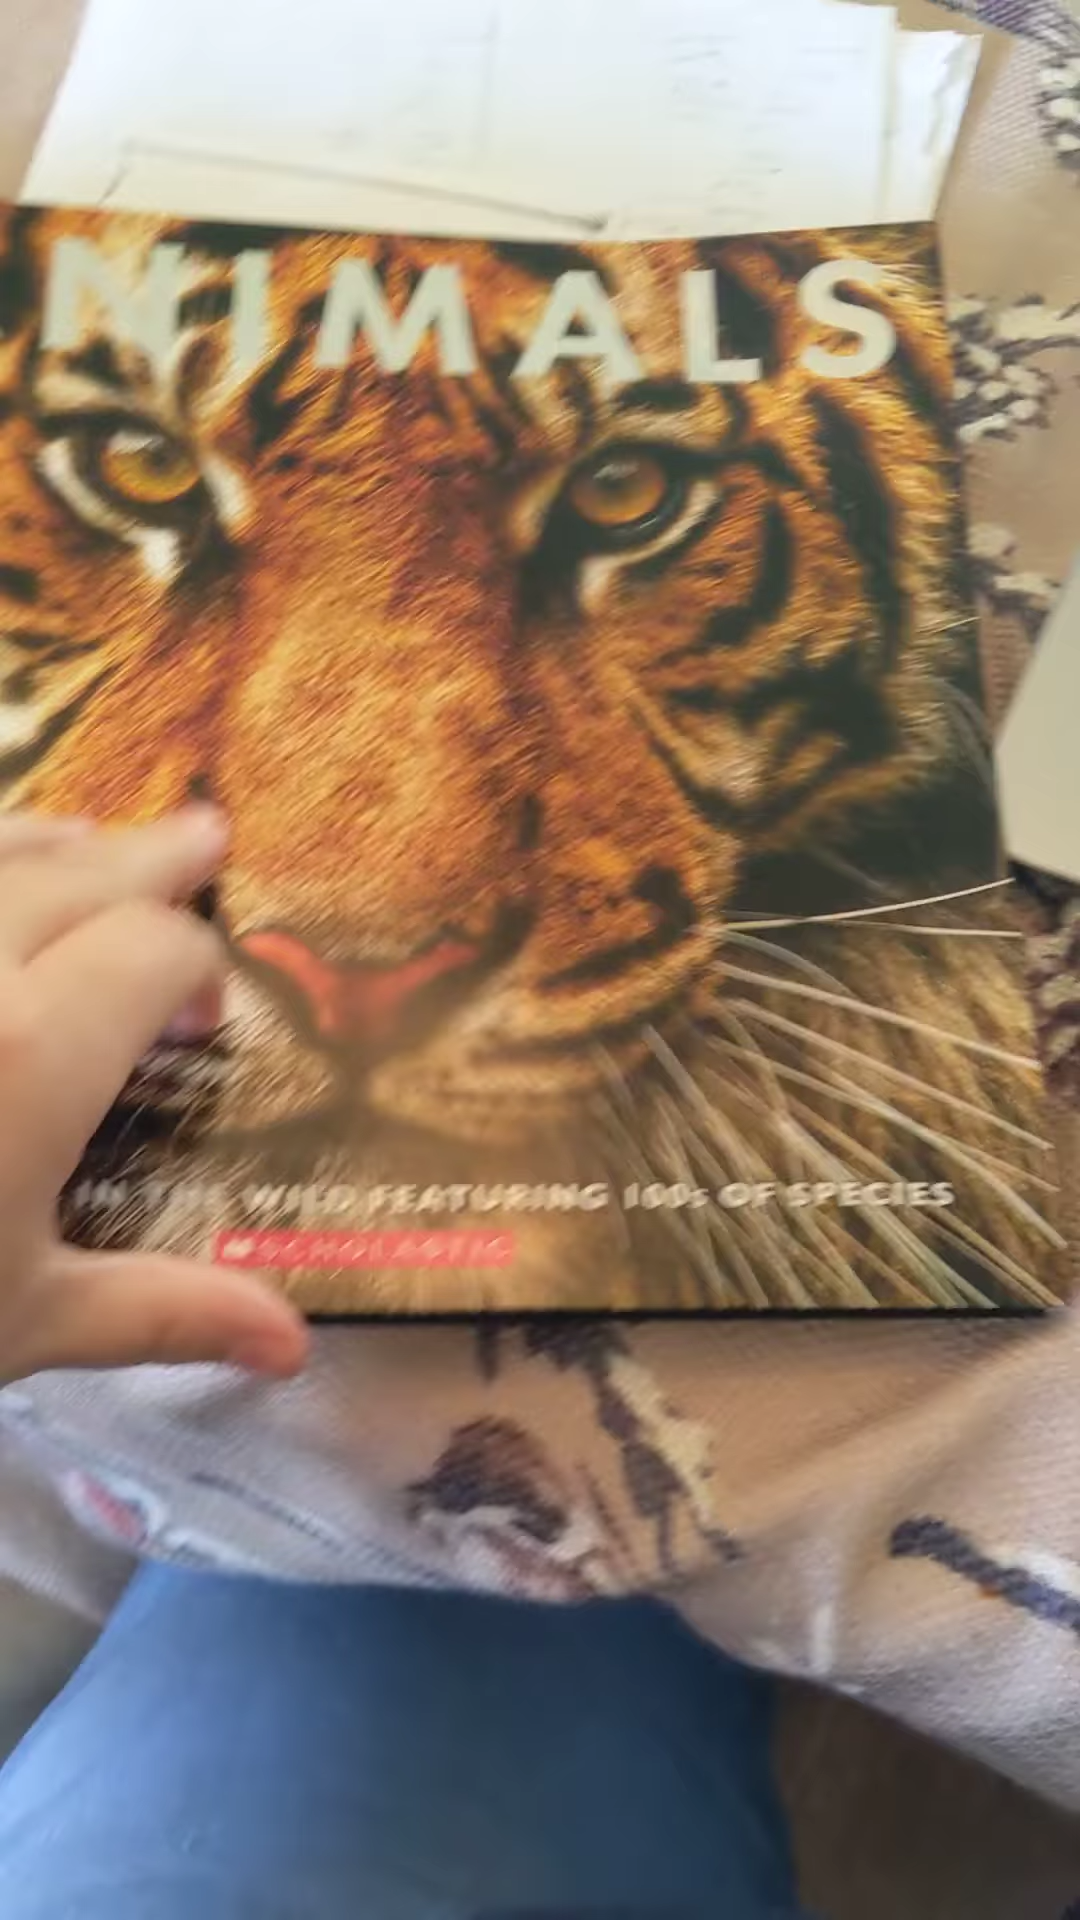 NIMALS
IN THE WILD FEATURING 100s OF SPECIES
SCHOLASTIC